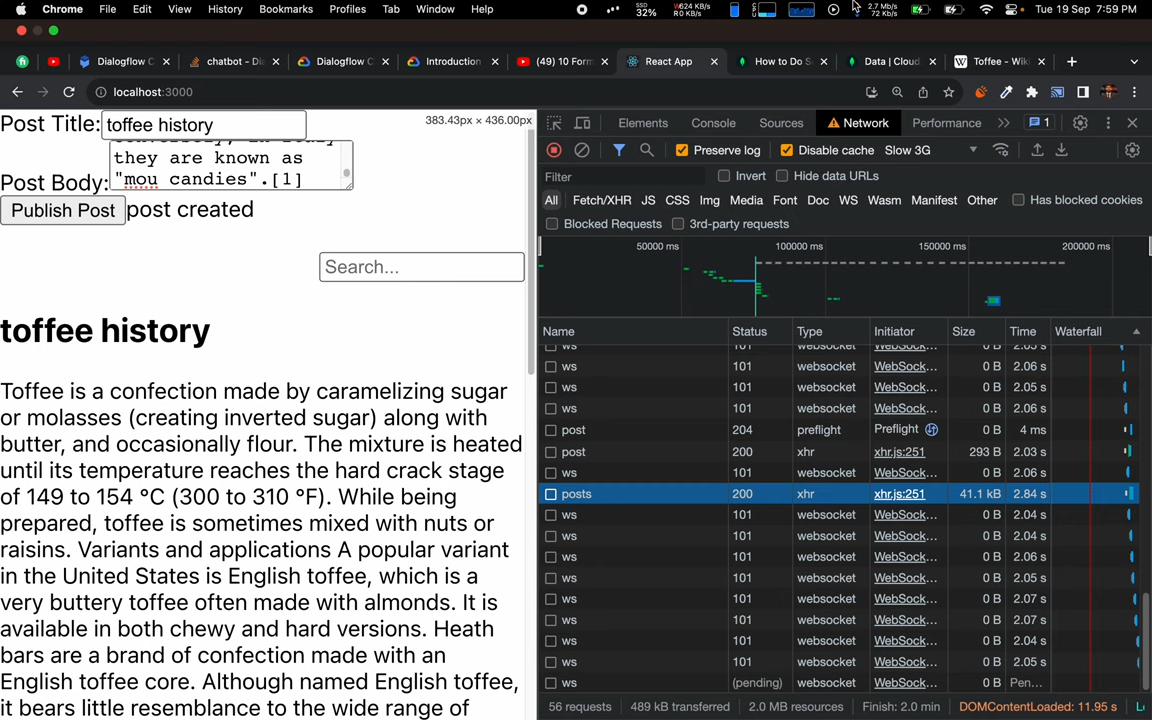 Chrome File Edit View History Bookmarks Profiles Tab Window Help SSD 32% W624 KB/s R0 KB/s 2.7 Mb/s 72 Kb/s Tue 19 Sep 7:59 PM
Dialogflow C chatbot - Di Dialogflow C Introduction (49) 10 Form React App How to Do S Data | Cloud Toffee - Wiki
localhost:3000
Post Title: toffee history
383.43px × 436.00px
they are known as
"mou candies".[1]
Post Body:
Publish Post post created
Search...
toffee history
Toffee is a confection made by caramelizing sugar
or molasses (creating inverted sugar) along with
butter, and occasionally flour. The mixture is heated
until its temperature reaches the hard crack stage
of 149 to 154 °C (300 to 310 °F). While being
prepared, toffee is sometimes mixed with nuts or
raisins. Variants and applications A popular variant
in the United States is English toffee, which is a
very buttery toffee often made with almonds. It is
available in both chewy and hard versions. Heath
bars are a brand of confection made with an
English toffee core. Although named English toffee,
it bears little resemblance to the wide range of
Elements Console Sources Network Performance 1
Preserve log Disable cache Slow 3G
Filter Invert Hide data URLs
All Fetch/XHR JS CSS Img Media Font Doc WS Wasm Manifest Other Has blocked cookies
Blocked Requests 3rd-party requests
50000 ms 100000 ms 150000 ms 200000 ms
Name Status Type Initiator Size Time Waterfall
ws 101 websocket WebSock... 0 B 2.05 s
ws 101 websocket WebSock... 0 B 2.06 s
ws 101 websocket WebSock... 0 B 2.05 s
ws 101 websocket WebSock... 0 B 2.06 s
post 204 preflight Preflight 0 B 4 ms
post 200 xhr xhr.js:251 293 B 2.03 s
ws 101 websocket WebSock... 0 B 2.06 s
posts 200 xhr xhr.js:251 41.1 kB 2.84 s
ws 101 websocket WebSock... 0 B 2.04 s
ws 101 websocket WebSock... 0 B 2.04 s
ws 101 websocket WebSock... 0 B 2.06 s
ws 101 websocket WebSock... 0 B 2.05 s
ws 101 websocket WebSock... 0 B 2.07 s
ws 101 websocket WebSock... 0 B 2.07 s
ws 101 websocket WebSock... 0 B 2.04 s
ws 101 websocket WebSock... 0 B 2.05 s
ws (pending) websocket WebSock... 0 B Pen...
56 requests 489 kB transferred 2.0 MB resources Finish: 2.0 min DOMContentLoaded: 11.95 s